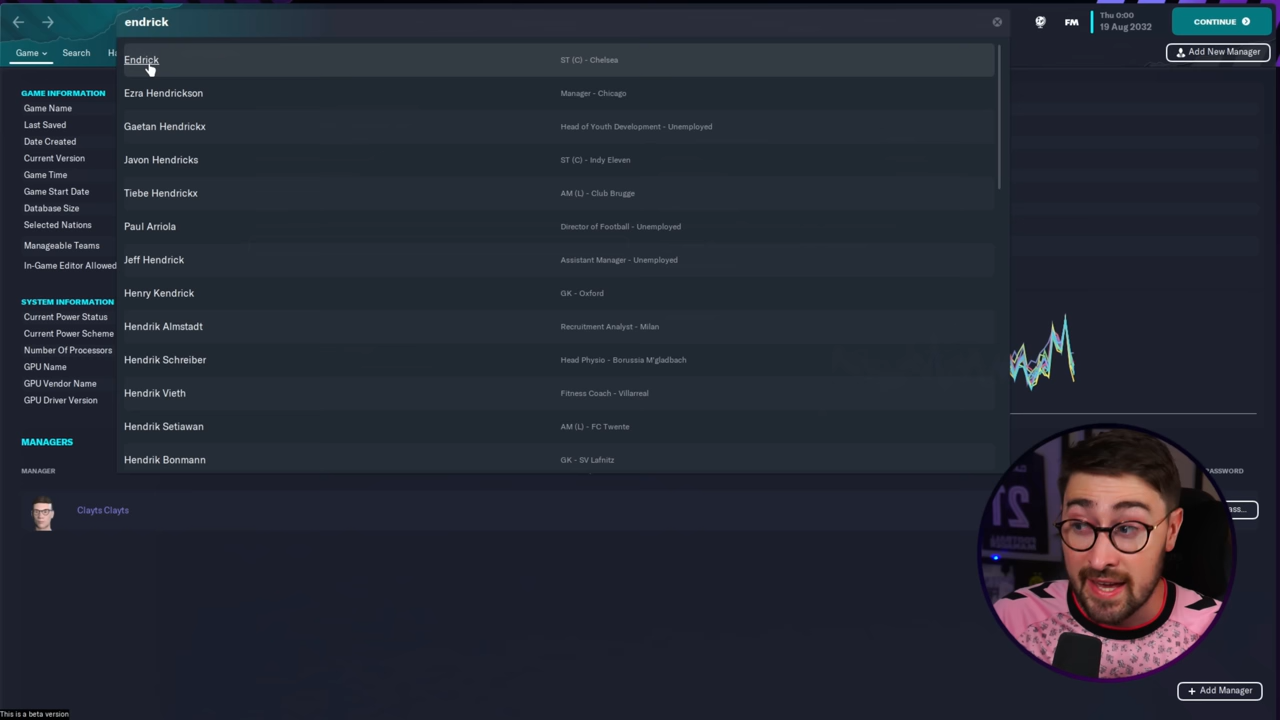 endrick
FM
Thu 0:00
19 Aug 2032
CONTINUE
Game
Search
Ha
Add New Manager
Endrick
ST (C) - Chelsea
Ezra Hendrickson
Manager - Chicago
Gaetan Hendrickx
Head of Youth Development - Unemployed
Javon Hendricks
ST (C) - Indy Eleven
Tiebe Hendrickx
AM (L) - Club Brugge
Paul Arriola
Director of Football - Unemployed
Jeff Hendrick
Assistant Manager - Unemployed
Henry Kendrick
GK - Oxford
Hendrik Almstadt
Recruitment Analyst - Milan
Hendrik Schreiber
Head Physio - Borussia M'gladbach
Hendrik Vieth
Fitness Coach - Villarreal
Hendrik Setiawan
AM (L) - FC Twente
Hendrik Bonmann
GK - SV Lafnitz
GAME INFORMATION
Game Name
Last Saved
Date Created
Current Version
Game Time
Game Start Date
Database Size
Selected Nations
Manageable Teams
In-Game Editor Allowed
SYSTEM INFORMATION
Current Power Status
Current Power Scheme
Number Of Processors
GPU Name
GPU Vendor Name
GPU Driver Version
MANAGERS
MANAGER
PASSWORD
Clayts Clayts
ass...
21
+ Add Manager
This is a beta version